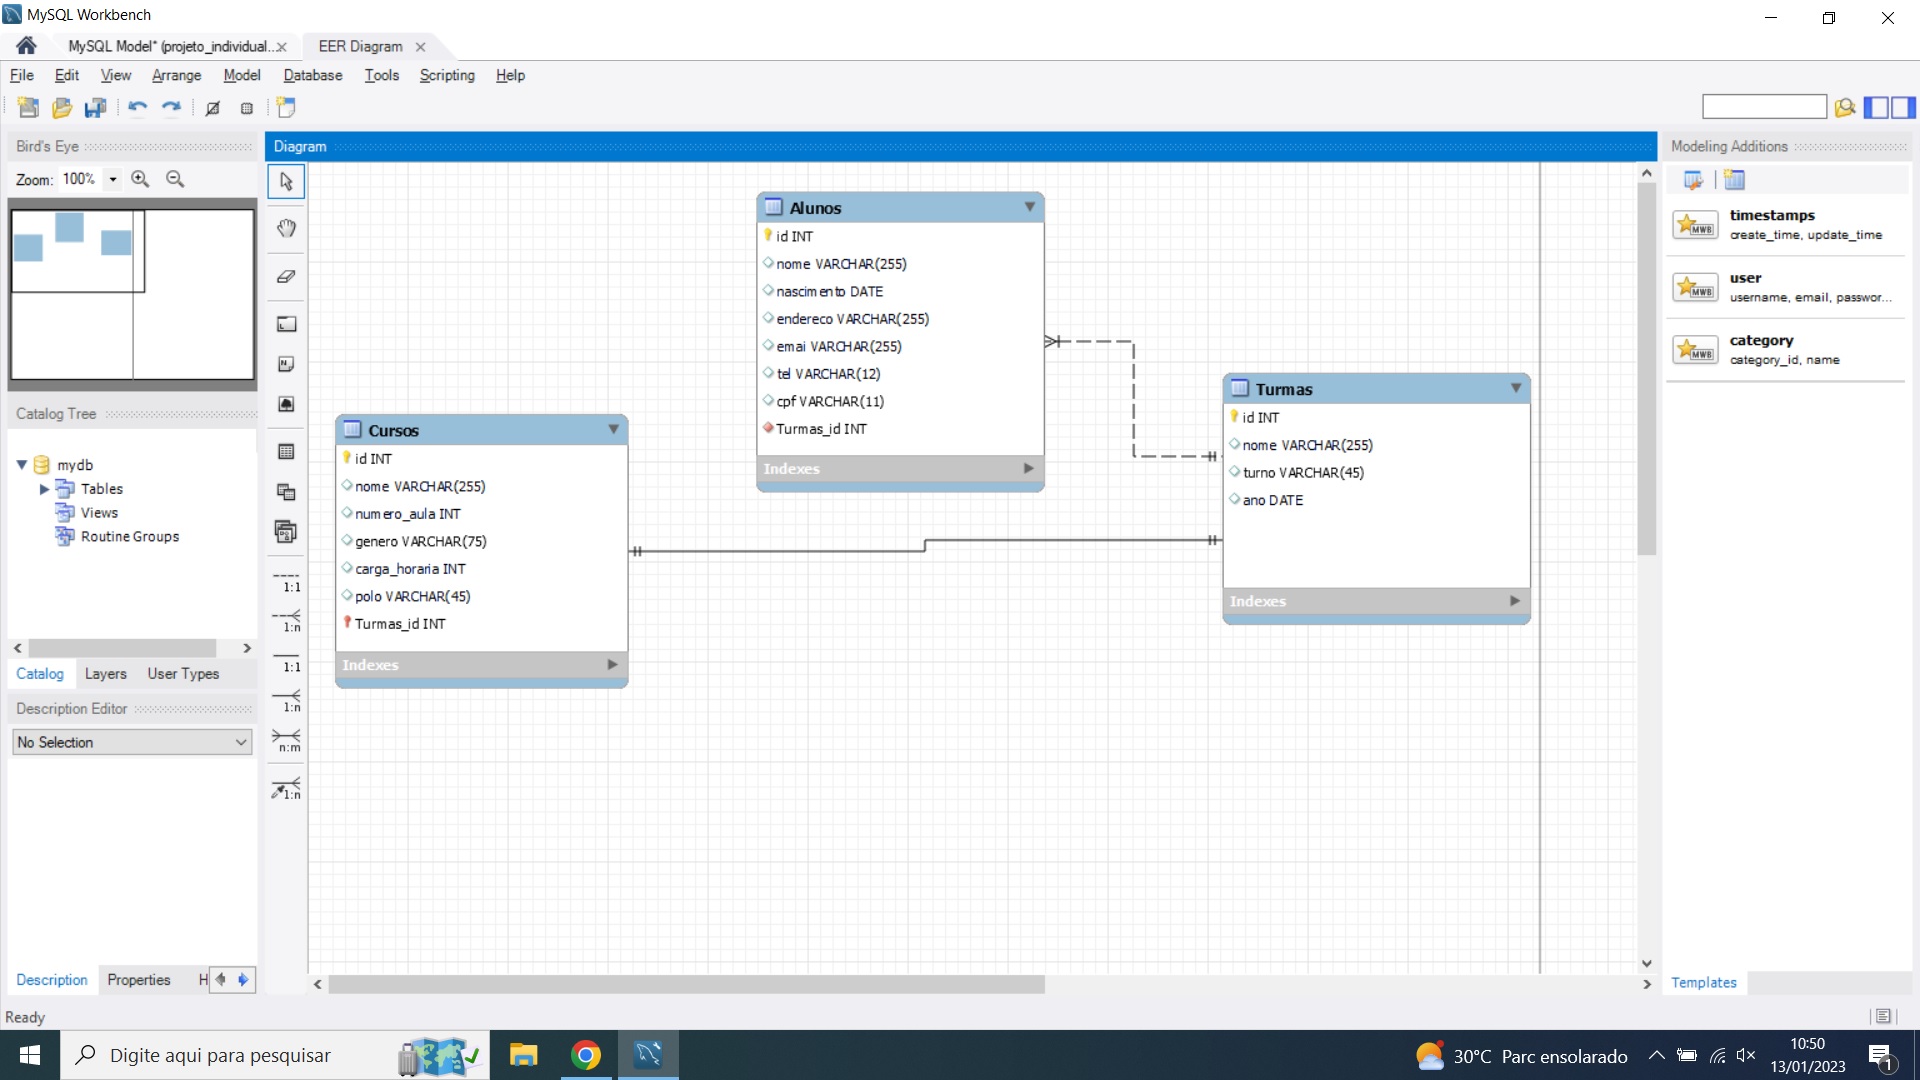 MySQL Workbench
MySQL Model* (projeto_individual...
EER Diagram
File Edit View Arrange Model Database Tools Scripting Help
Bird's Eye
Zoom: 100%
Catalog Tree
mydb
Tables
Views
Routine Groups
Catalog Layers User Types
Description Editor
No Selection
Description Properties H
Ready
Diagram
1:1
1:n
1:1
1:n
n:m
1:n
Alunos
id INT
nome VARCHAR(255)
nascimento DATE
endereco VARCHAR(255)
emai VARCHAR(255)
tel VARCHAR(12)
cpf VARCHAR(11)
Turmas_id INT
Indexes
Cursos
id INT
nome VARCHAR(255)
numero_aula INT
genero VARCHAR(75)
carga_horaria INT
polo VARCHAR(45)
Turmas_id INT
Indexes
Turmas
id INT
nome VARCHAR(255)
turno VARCHAR(45)
ano DATE
Indexes
Modeling Additions
MWB
timestamps
create_time, update_time
MWB
user
username, email, passwor...
MWB
category
category_id, name
Templates
Digite aqui para pesquisar
30°C Parc ensolarado
10:50
13/01/2023
1